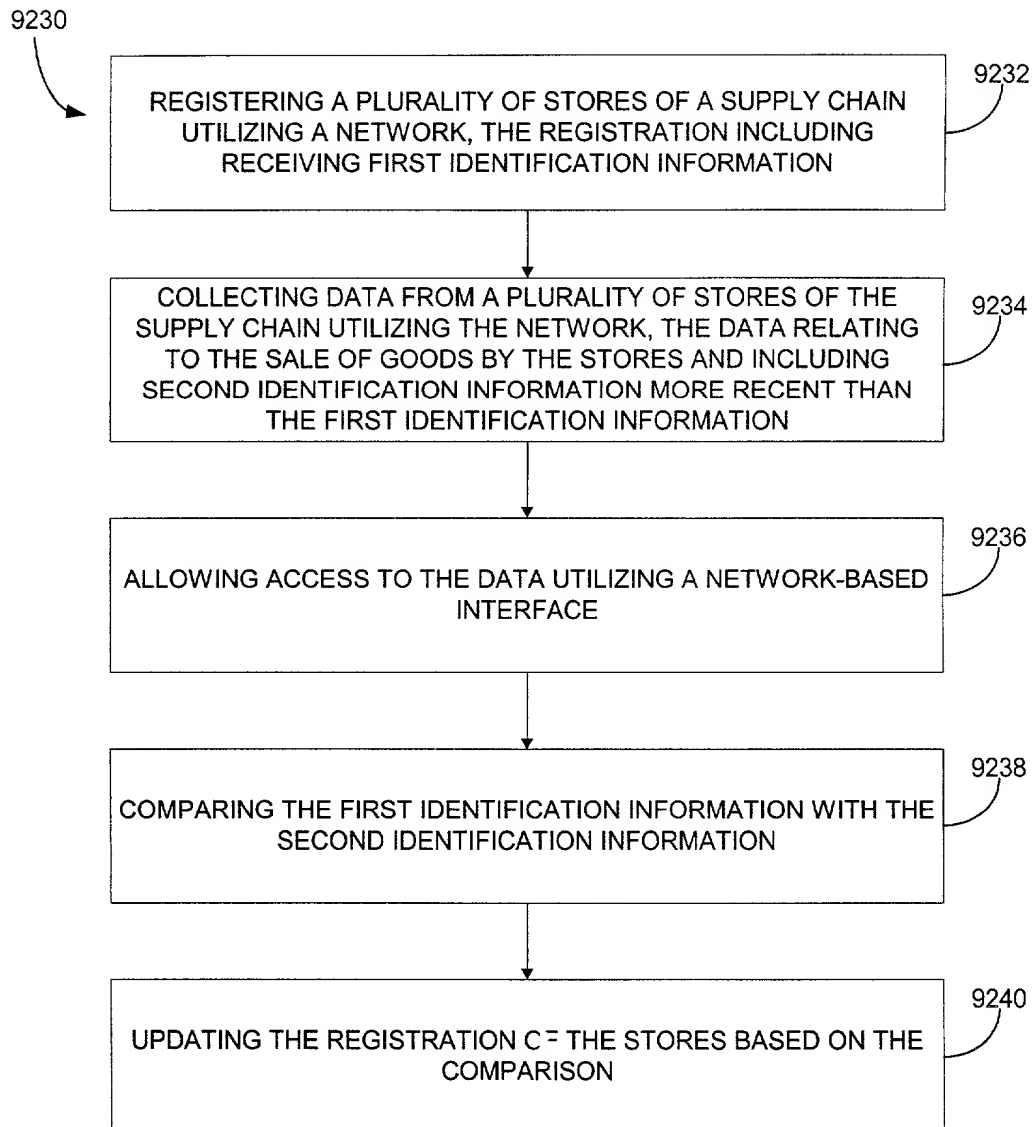 9230
9232
REGISTERING A PLURALITY OF STORES OF A SUPPLY CHAIN
UTILIZING A NETWORK, THE REGISTRATION INCLUDING
RECEIVING FIRST IDENTIFICATION INFORMATION
9234
COLLECTING DATA FROM A PLURALITY OF STORES OF THE
SUPPLY CHAIN UTILIZING THE NETWORK, THE DATA RELATING
TO THE SALE OF GOODS BY THE STORES AND INCLUDING
SECOND IDENTIFICATION INFORMATION MORE RECENT THAN
THE FIRST IDENTIFICATION INFORMATION
9236
ALLOWING ACCESS TO THE DATA UTILIZING A NETWORK-BASED
INTERFACE
9238
COMPARING THE FIRST IDENTIFICATION INFORMATION WITH THE
SECOND IDENTIFICATION INFORMATION
9240
UPDATING THE REGISTRATION OF THE STORES BASED ON THE
COMPARISON